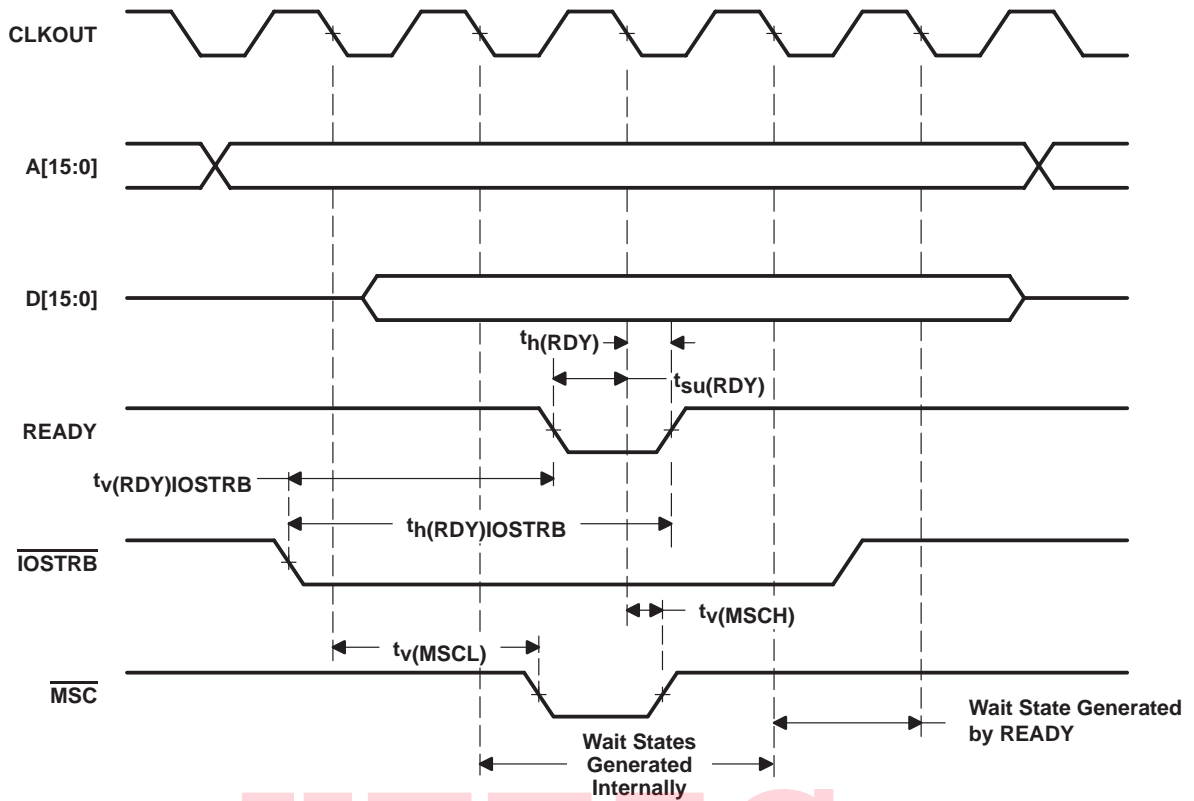 CLKOUT
A[15:0]
D[15:0]
th(RDY)
tsu(RDY)
READY
tv(RDY)IOSTRB
th(RDY)IOSTRB
IOSTRB
tv(MSCH)
tv(MSCL)
MSC
Wait State Generated
by READY
Wait States
Generated
Internally